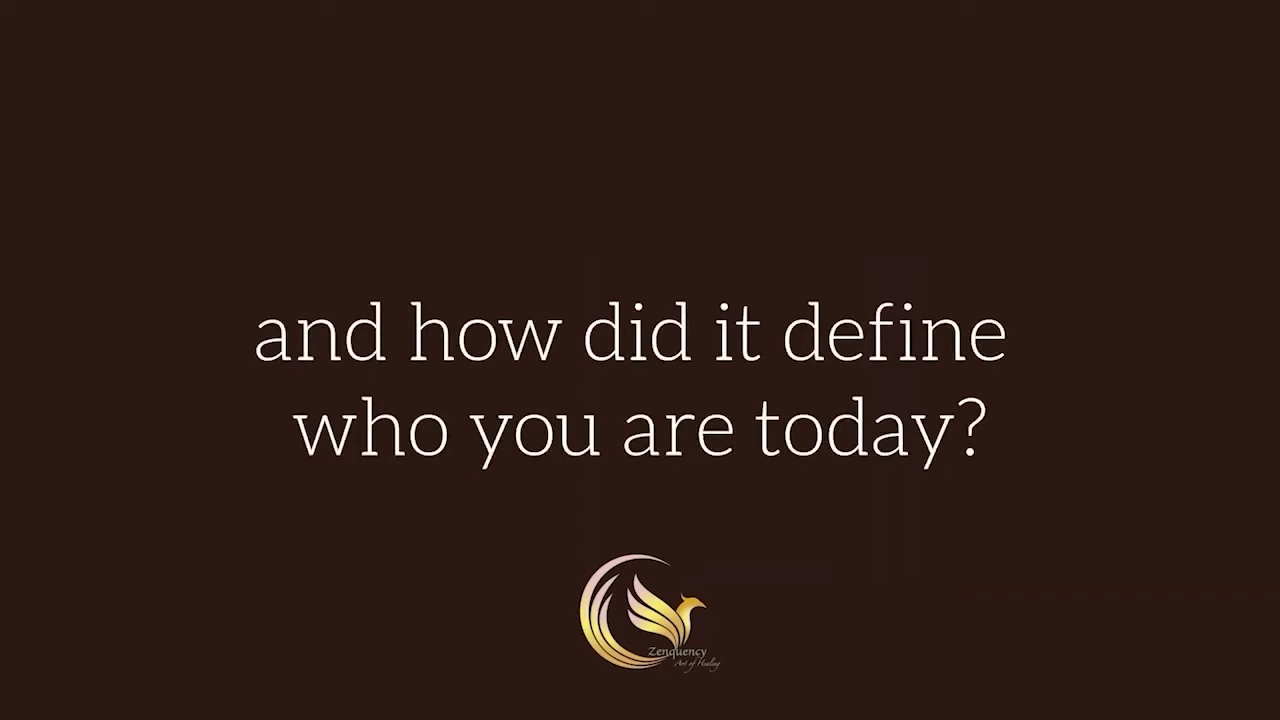 and how did it define
who you are today?
Zenquency
Art of Healing